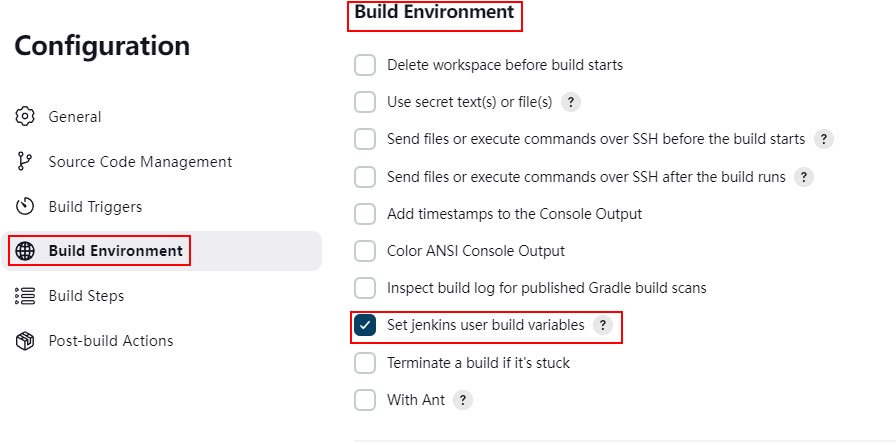 Configuration
General
Source Code Management
Build Triggers
Build Environment
Build Steps
Post-build Actions
Build Environment
Delete workspace before build starts
Use secret text(s) or file(s) ?
Send files or execute commands over SSH before the build starts ?
Send files or execute commands over SSH after the build runs ?
Add timestamps to the Console Output
Color ANSI Console Output
Inspect build log for published Gradle build scans
Set jenkins user build variables ?
Terminate a build if it's stuck
With Ant ?